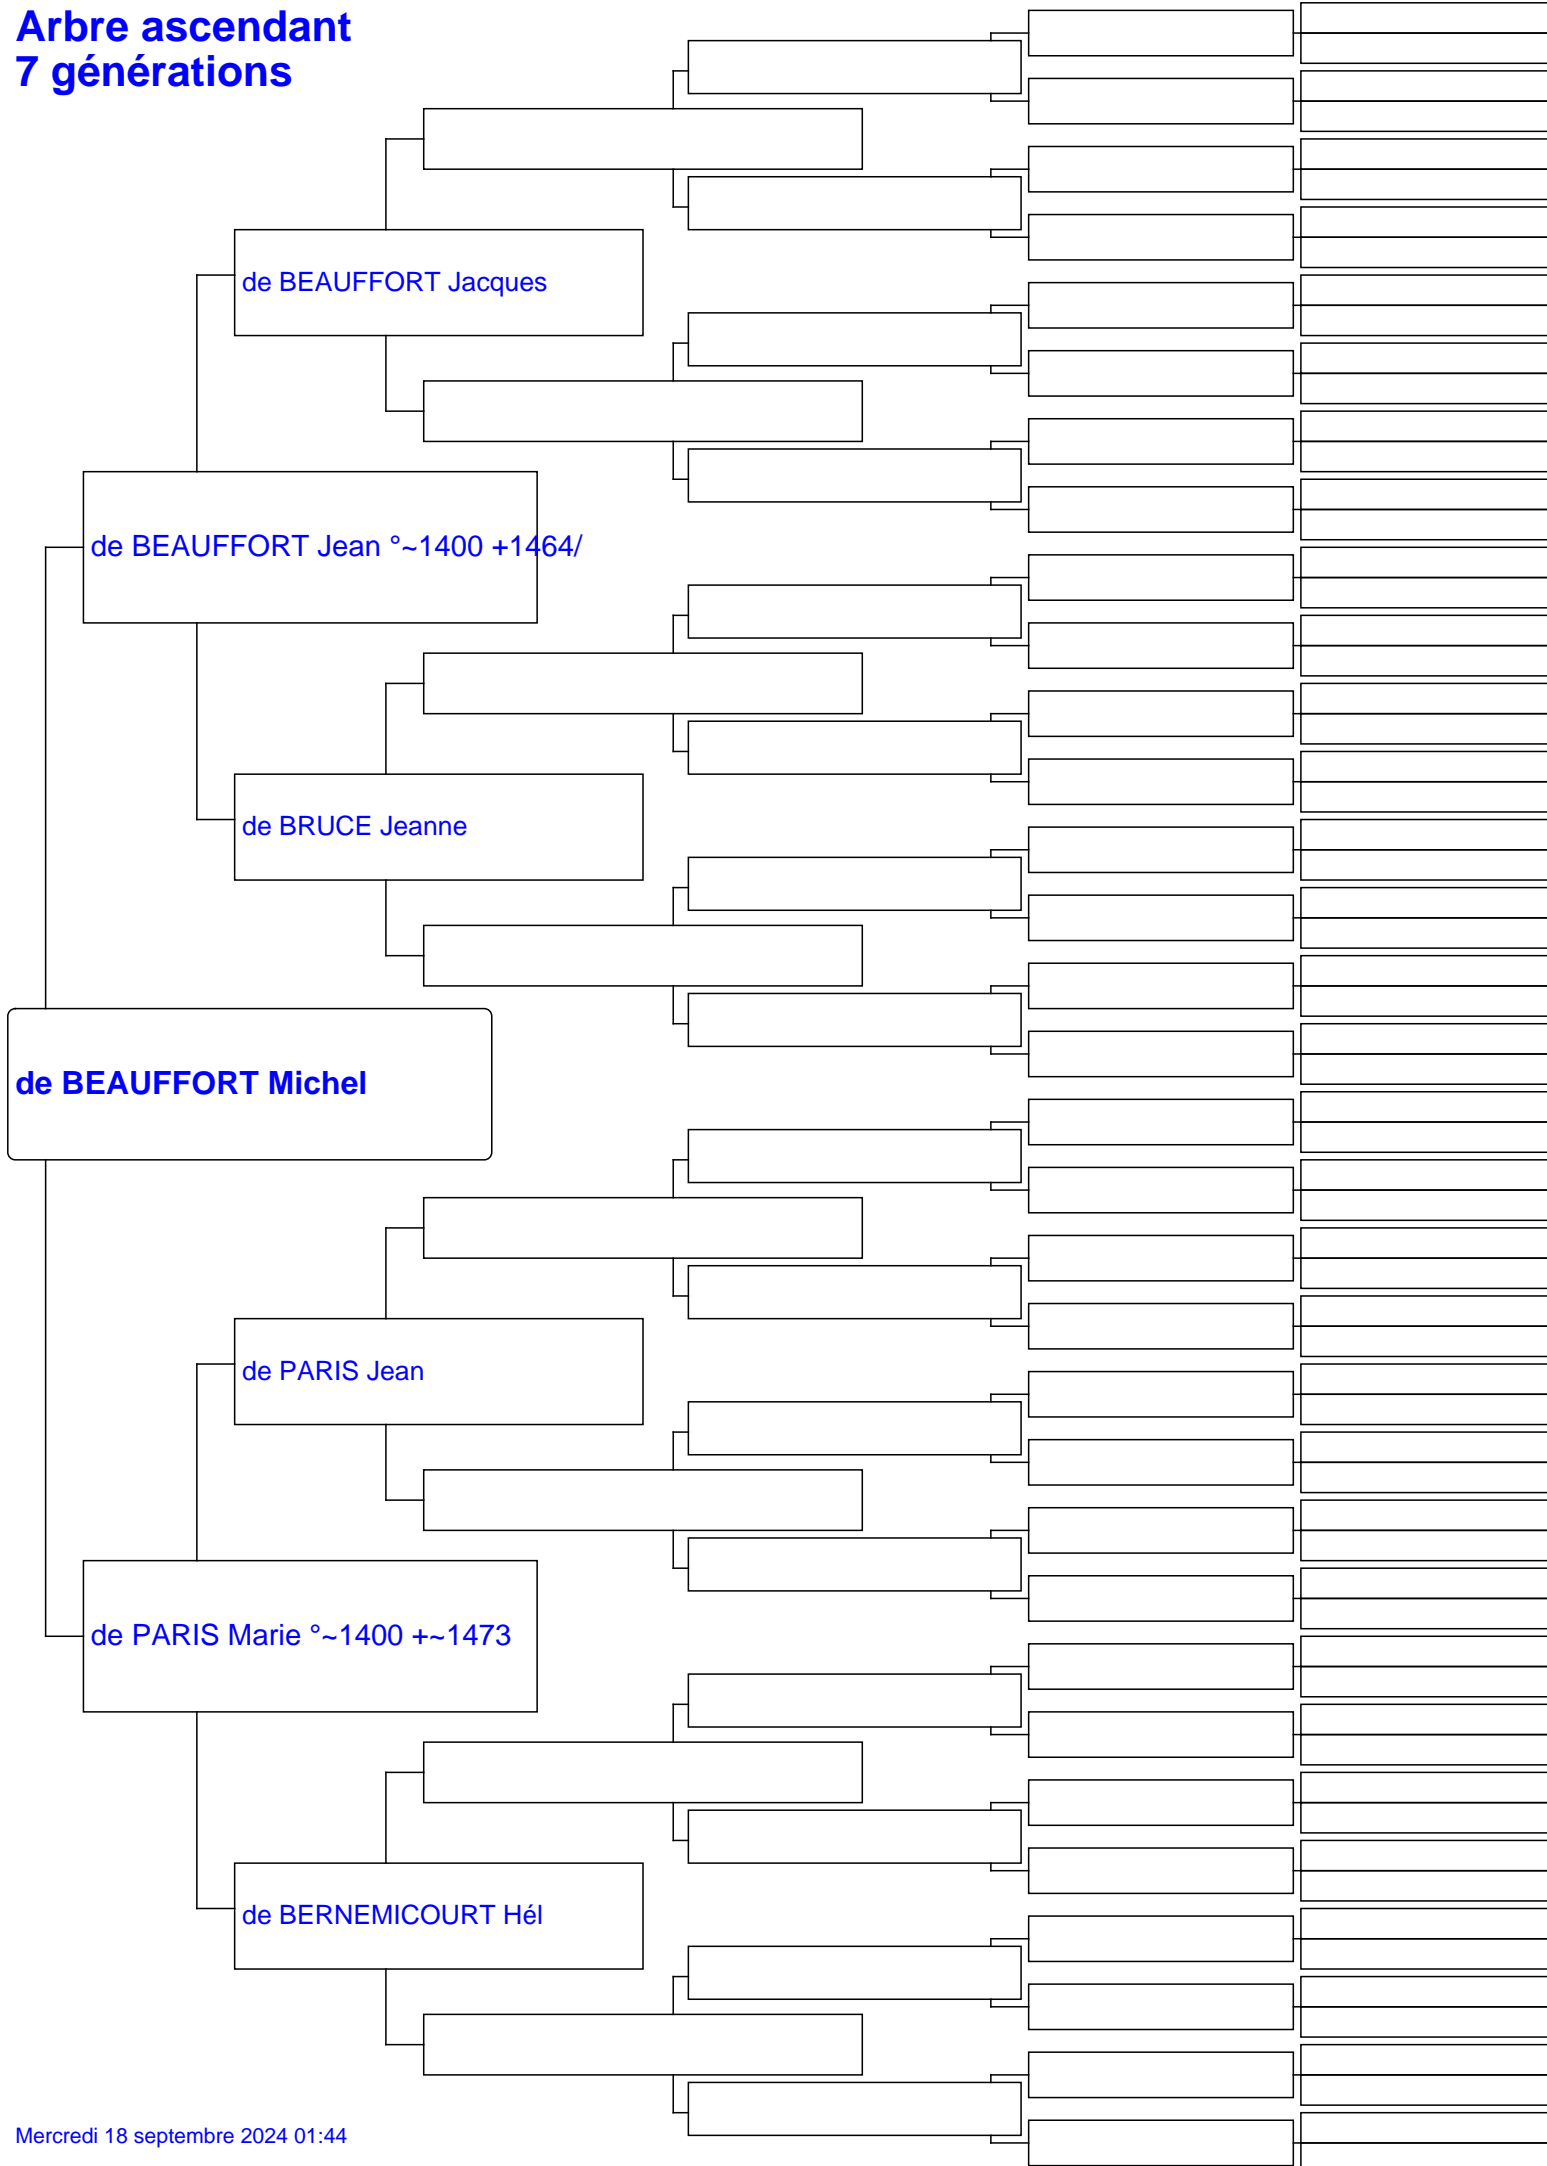 Arbre ascendant
7 générations
de BEAUFFORT Jacques
de BEAUFFORT Jean °~1400 +1464/
de BRUCE Jeanne
de BEAUFFORT Michel
de PARIS Jean
de PARIS Marie °~1400 +~1473
de BERNEMICOURT Hél
Mercredi 18 septembre 2024 01:44